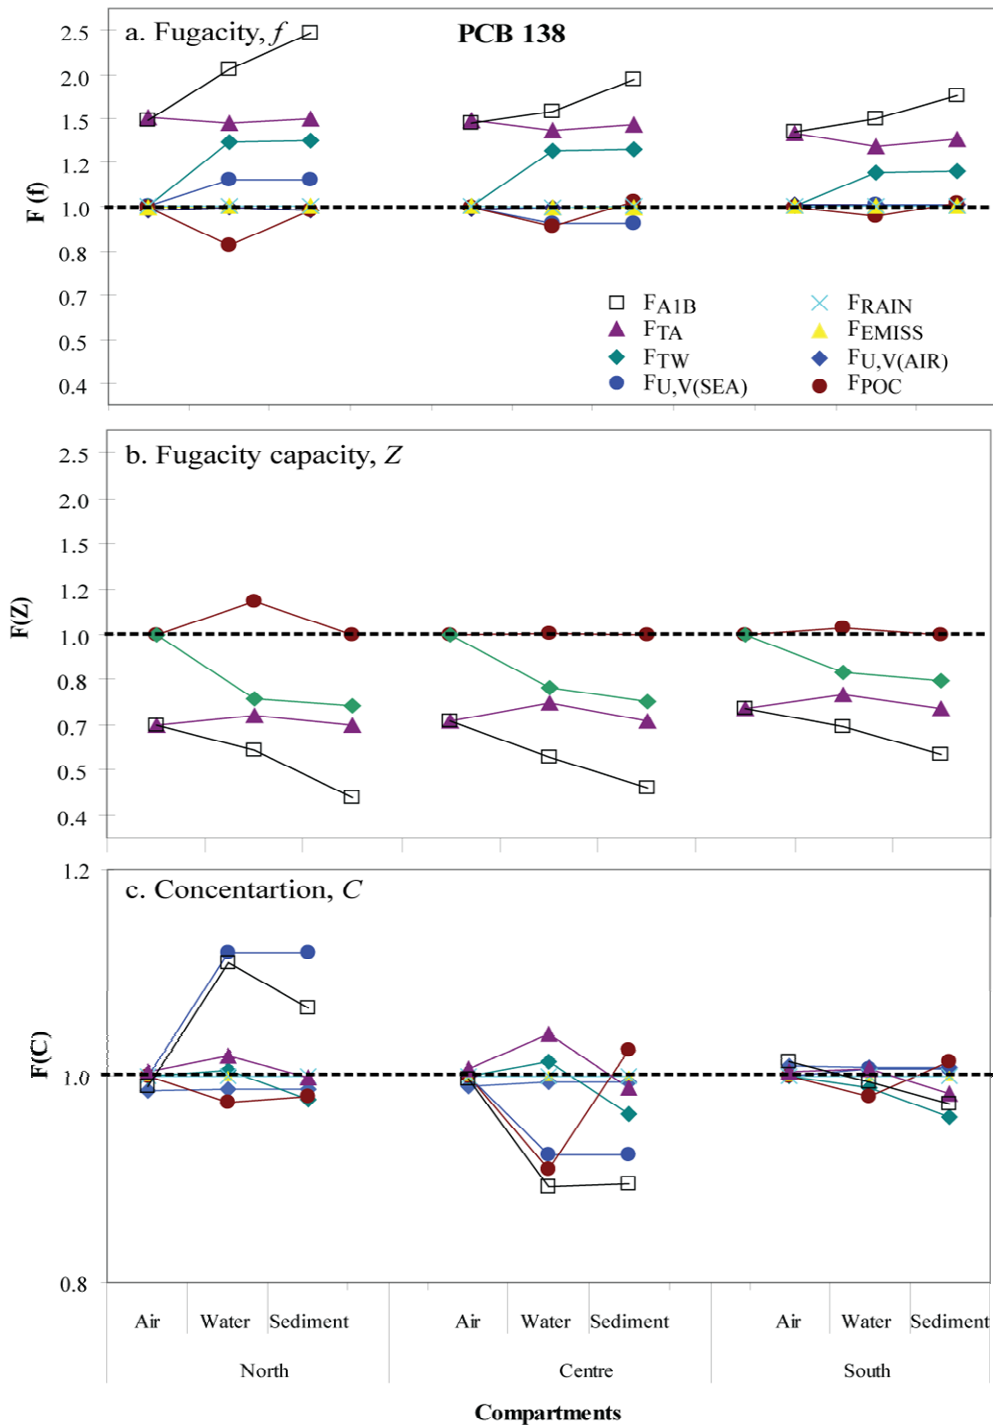 a. Fugacity, f
PCB 138
2.5
2.0
1.5
1.2
1.0
0.8
0.7
0.5
0.4
F (f)
FA1B
FTA
FTW
FU,V(SEA)
FRAIN
FEMISS
FU,V(AIR)
FPOC
b. Fugacity capacity, Z
2.5
2.0
1.5
1.2
1.0
0.8
0.7
0.5
0.4
F(Z)
c. Concentartion, C
1.2
1.0
0.8
F(C)
Air Water Sediment Air Water Sediment Air Water Sediment
North Centre South
Compartments